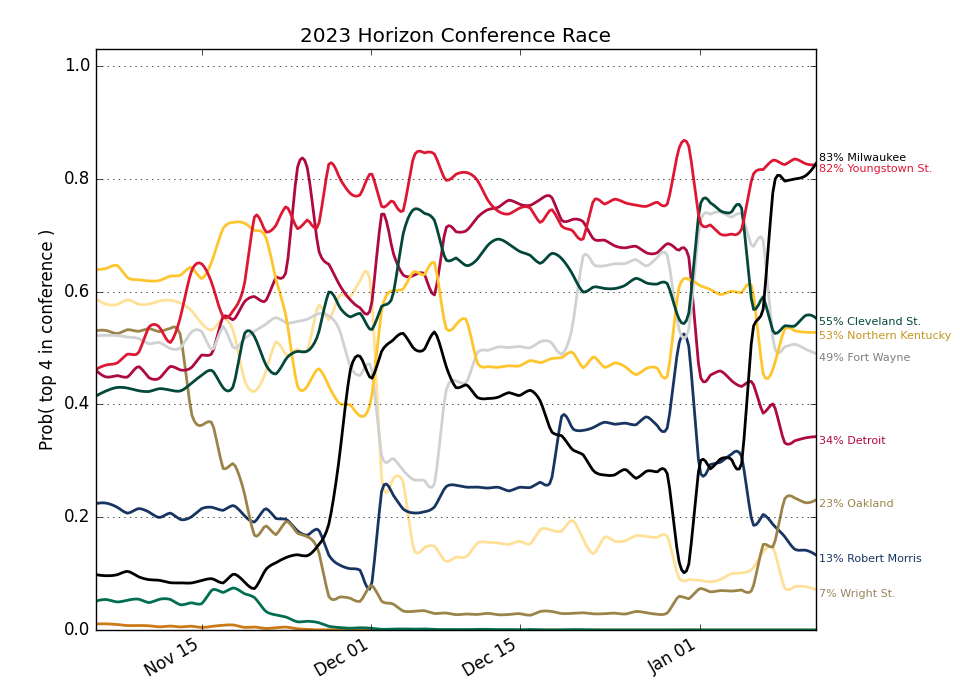 2023 Horizon Conference Race
Prob( top 4 in conference )
1.0
0.8
0.6
0.4
0.2
0.0
Nov 15
Dec 01
Dec 15
Jan 01
83% Milwaukee
82% Youngstown St.
55% Cleveland St.
53% Northern Kentucky
49% Fort Wayne
34% Detroit
23% Oakland
13% Robert Morris
7% Wright St.